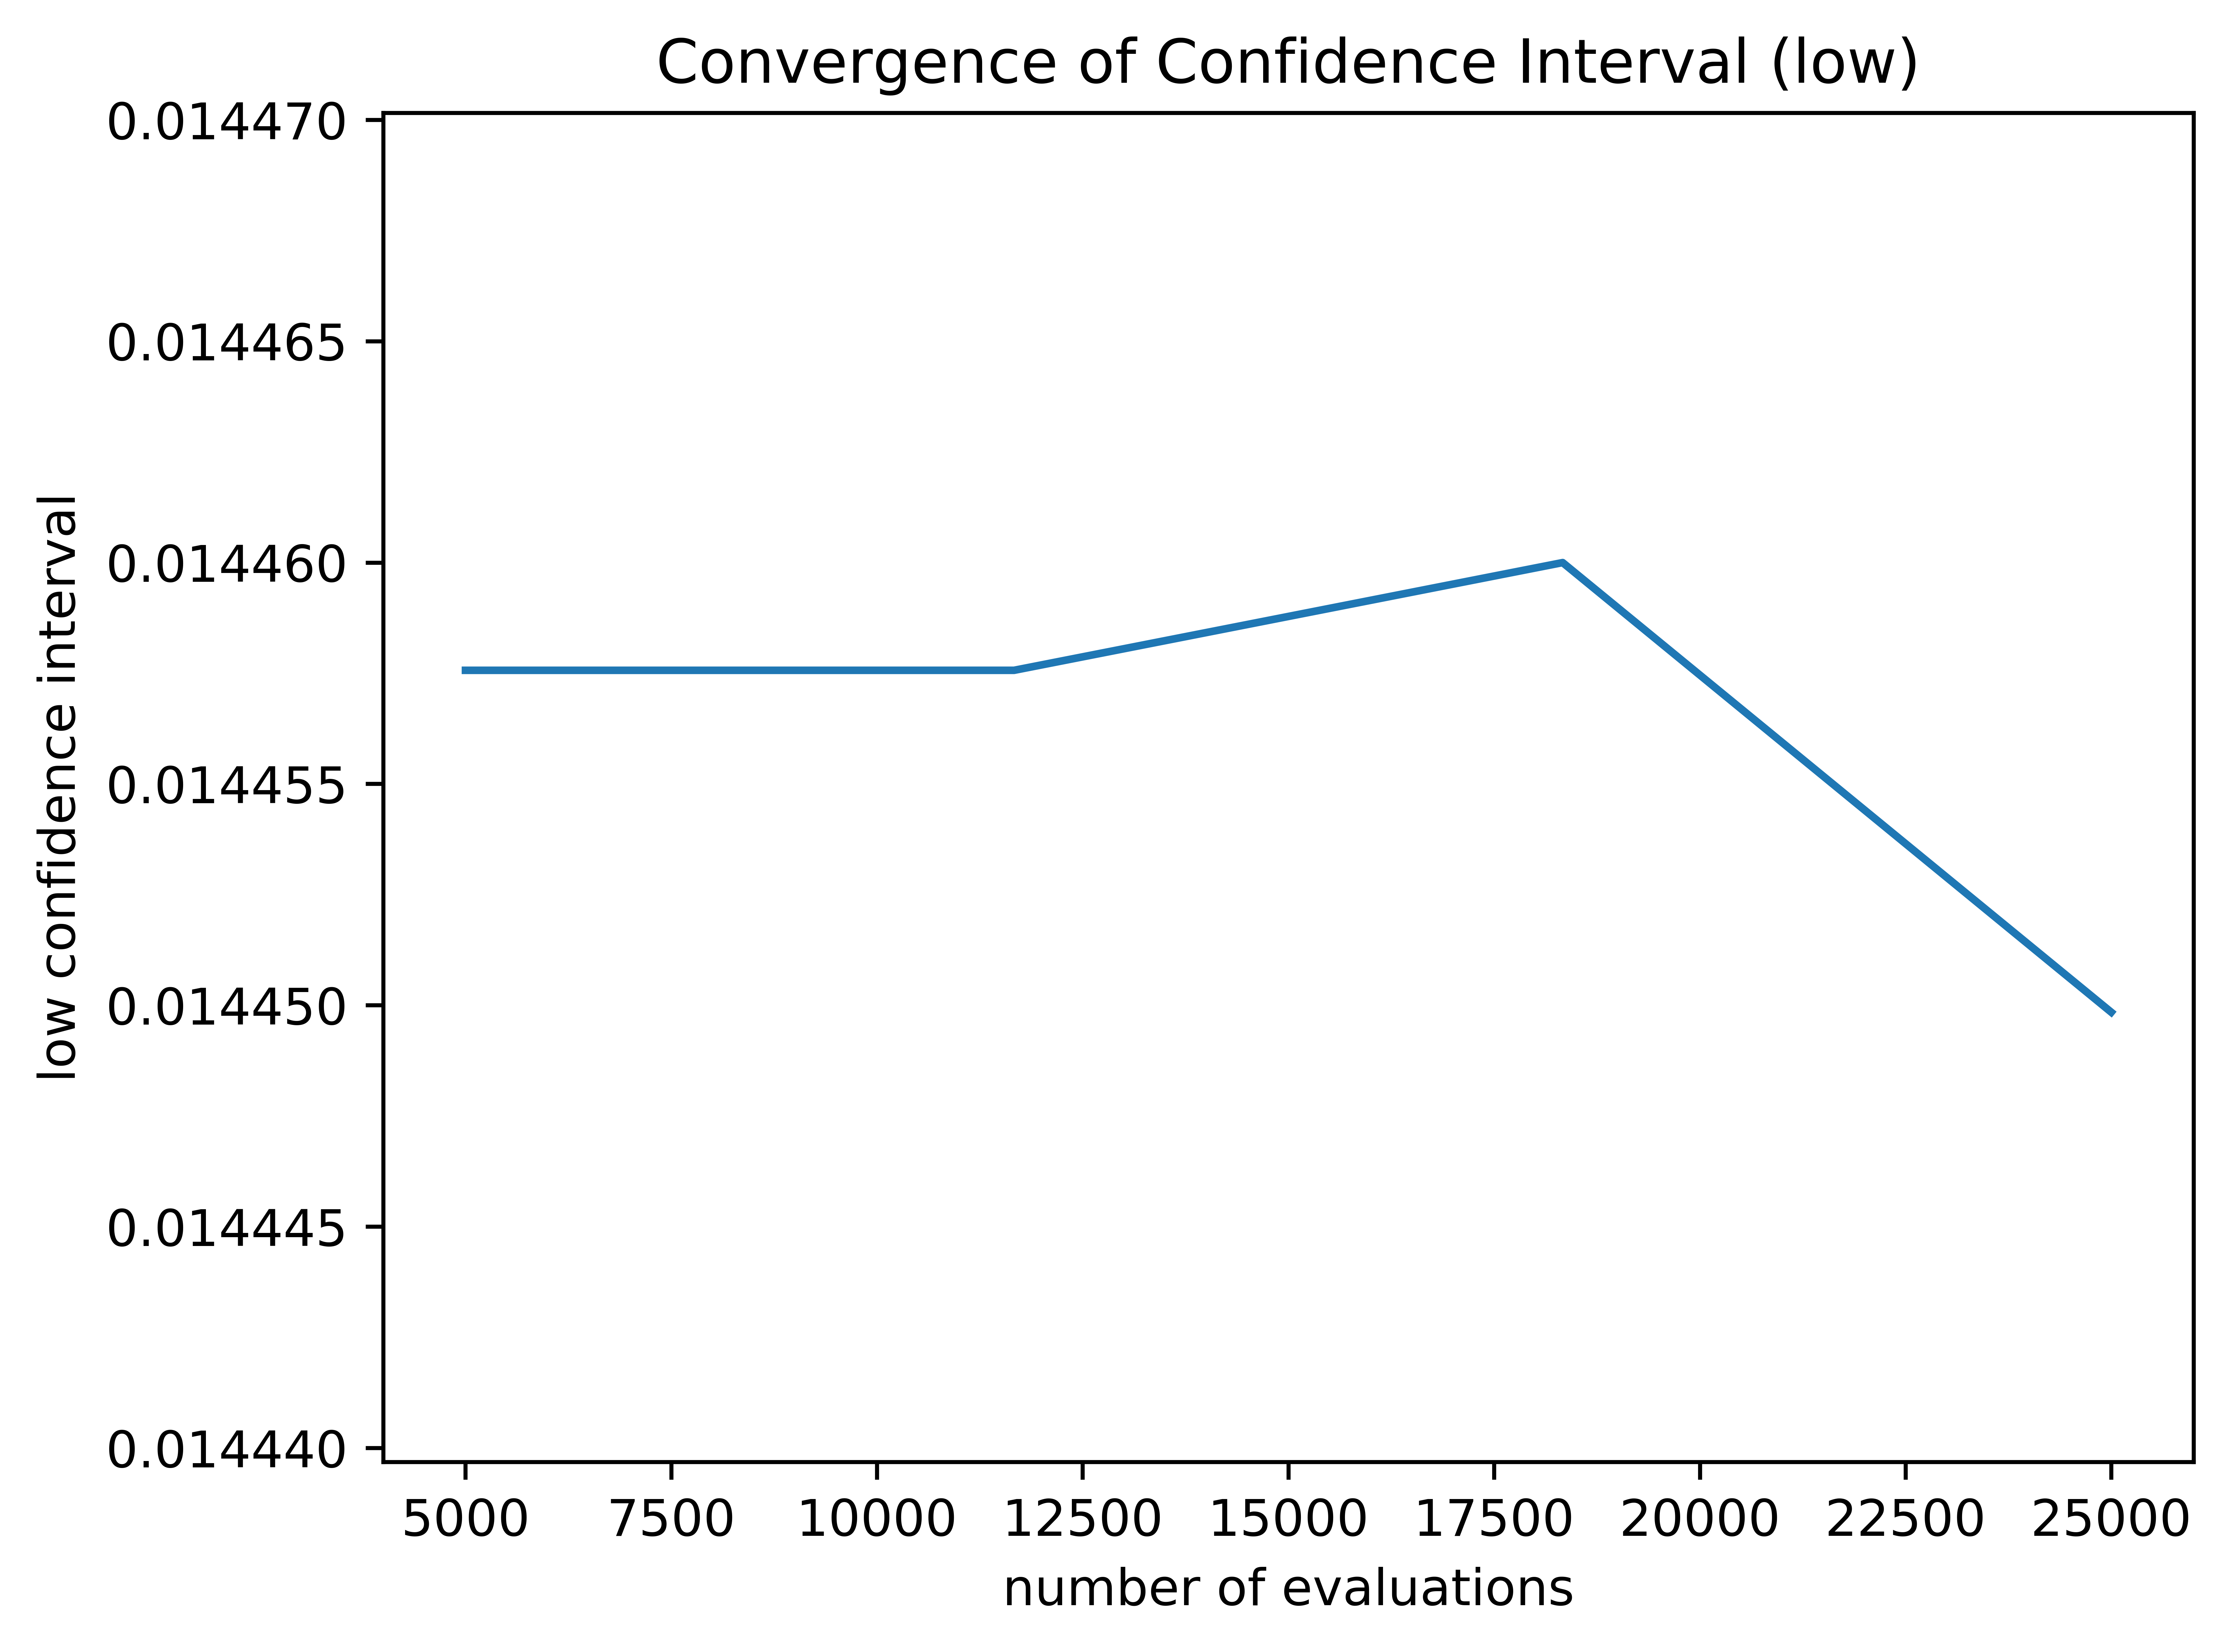 Convergence of Confidence Interval (low)
0.014470
0.014465
0.014460
0.014455
0.014450
0.014445
0.014440
low confidence interval
5000 7500 10000 12500 15000 17500 20000 22500 25000
number of evaluations